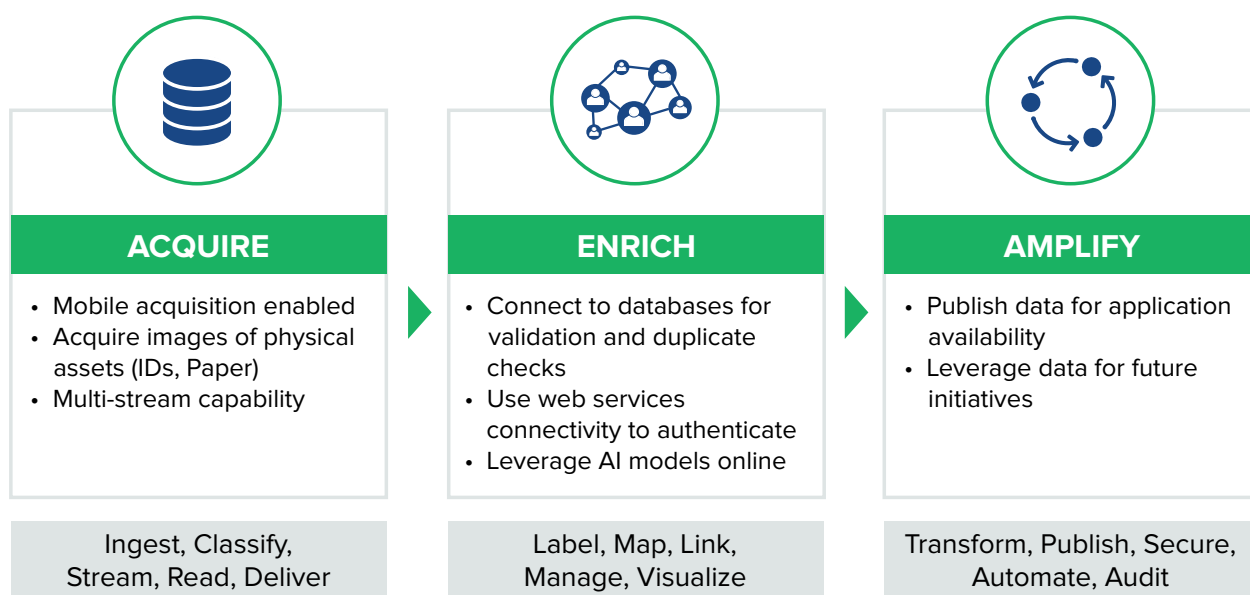 ACQUIRE
• Mobile acquisition enabled
• Acquire images of physical
assets (IDs, Paper)
• Multi-stream capability
Ingest, Classify,
Stream, Read, Deliver
ENRICH
• Connect to databases for
validation and duplicate
checks
• Use web services
connectivity to authenticate
• Leverage AI models online
Label, Map, Link,
Manage, Visualize
AMPLIFY
• Publish data for application
availability
• Leverage data for future
initiatives
Transform, Publish, Secure,
Automate, Audit